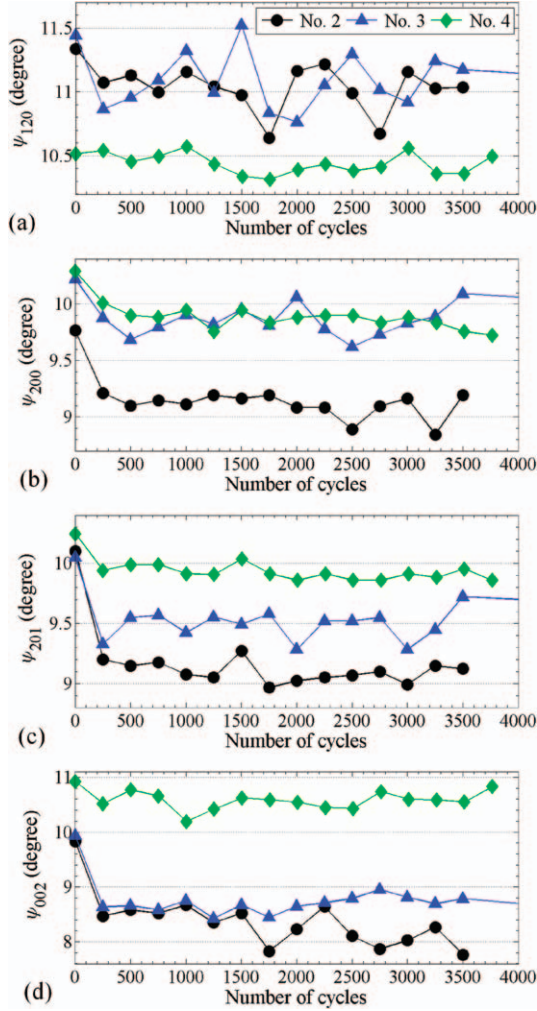 No. 2 No. 3 No. 4
11.5
11
10.5
ψ120 (degree)
0 500 1000 1500 2000 2500 3000 3500 4000
(a) Number of cycles
10
9.5
9
ψ200 (degree)
0 500 1000 1500 2000 2500 3000 3500 4000
(b) Number of cycles
10
9.5
9
ψ201 (degree)
0 500 1000 1500 2000 2500 3000 3500 4000
(c) Number of cycles
11
10
8
8
ψ002 (degree)
0 500 1000 1500 2000 2500 3000 3500 4000
(d) Number of cycles